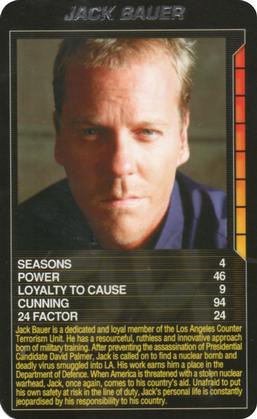 JACK BAUER
SEASONS 4
POWER 46
LOYALTY TO CAUSE 9
CUNNING 94
24 FACTOR 24
Jack Bauer is a dedicated and loyal member of the Los Angeles Counter
Terrorism Unit. He has a resourceful, ruthless and innovative approach
born of military training. After preventing the assassination of Presidential
Candidate David Palmer, Jack is called on to find a nuclear bomb and
deadly virus smuggled into LA. His work earns him a place in the
Department of Defence. When America is threatened with a stolen nuclear
warhead, Jack, once again, comes to his country's aid. Unafraid to put
his own safety at risk in the line of duty, Jack's personal life is constantly
jeopardised by his responsibility to his country.